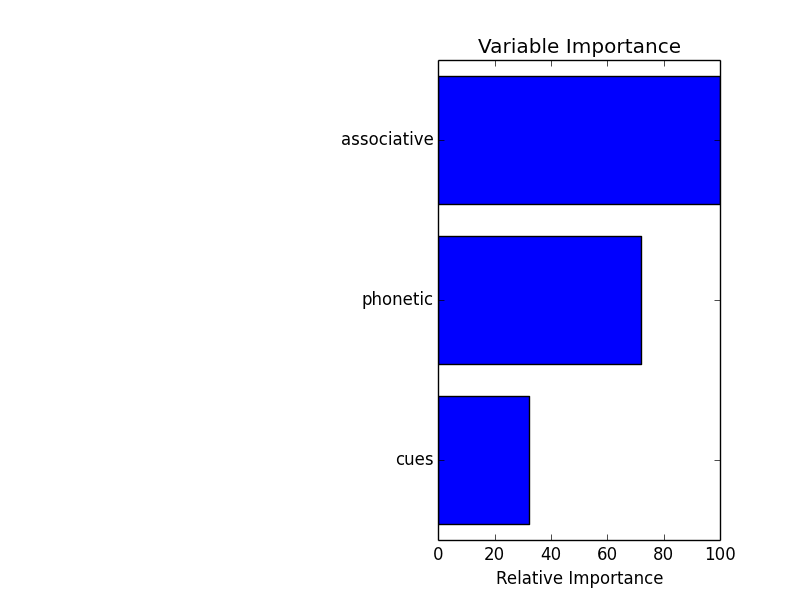 Variable Importance
associative
phonetic
cues
0 20 40 60 80 100
Relative Importance